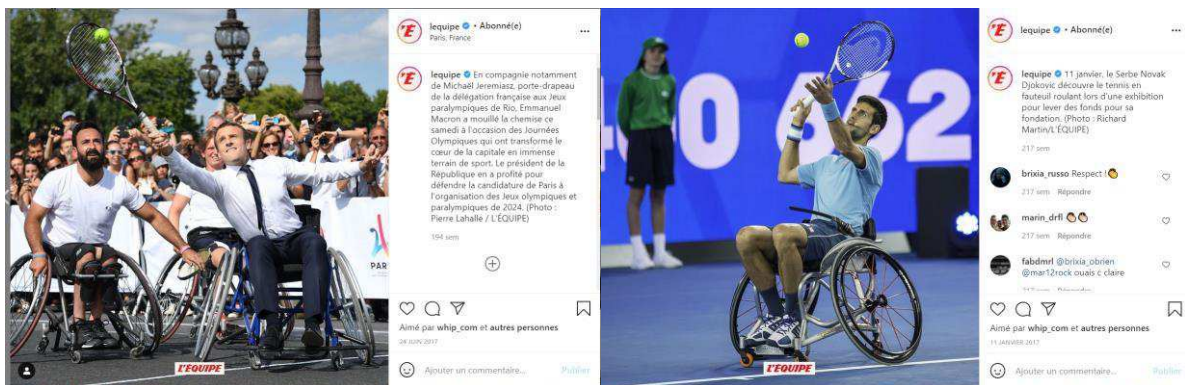 lequipe • Abonné(e)
Paris, France
lequipe En compagnie notamment
de Michaël Jeremiasz, porte-drapeau
de la délégation française aux Jeux
paralympiques de Rio, Emmanuel
Macron a mouillé la chemise ce
samedi à l'occasion des Journées
Olympiques qui ont transformé le
cœur de la capitale en immense
terrain de sport. Le président de la
République en a profité pour
défendre la candidature de Paris à
l'organisation des Jeux olympiques et
paralympiques de 2024. (Photo :
Pierre Lahalle / L'ÉQUIPE)
194 sem
Aimé par whip_com et autres personnes
26 JUIN 2017
Ajouter un commentaire...
Publier
PAR
L'ÉQUIPE
lequipe • Abonné(e)
lequipe 11 janvier, le Serbe Novak
Djokovic découvre le tennis en
fauteuil roulant lors d'une exhibition
pour lever des fonds pour sa
fondation. (Photo : Richard
Martin/L'ÉQUIPE)
217 sem
brixia_russo Respect !
217 sem Répondre
marin_drfl
217 sem Répondre
fabdmrl @brixia_obrien
@mar12rock ouais c claire
Aimé par whip_com et autres personnes
11 JANVIER 2017
Ajouter un commentaire...
Publier
662
L'ÉQUIPE